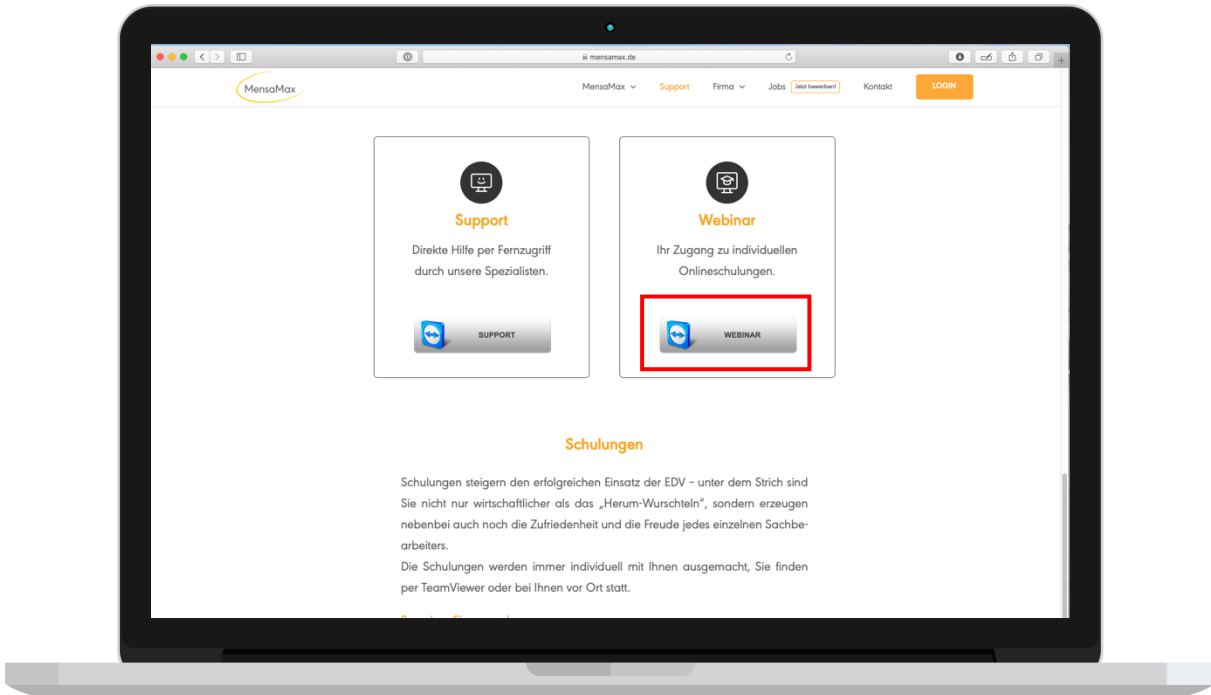 mensamax.de
MensaMax
MensaMax Support Firma Jobs Jetzt bewerben! Kontakt LOGIN
Support
Direkte Hilfe per Fernzugriff
durch unsere Spezialisten.
SUPPORT
Webinar
Ihr Zugang zu individuellen
Onlineschulungen.
WEBINAR
Schulungen
Schulungen steigern den erfolgreichen Einsatz der EDV – unter dem Strich sind
Sie nicht nur wirtschaftlicher als das „Herum-Wurschteln“, sondern erzeugen
nebenbei auch noch die Zufriedenheit und die Freude jedes einzelnen Sachbe-
arbeiters.
Die Schulungen werden immer individuell mit Ihnen ausgemacht, Sie finden
per TeamViewer oder bei Ihnen vor Ort statt.